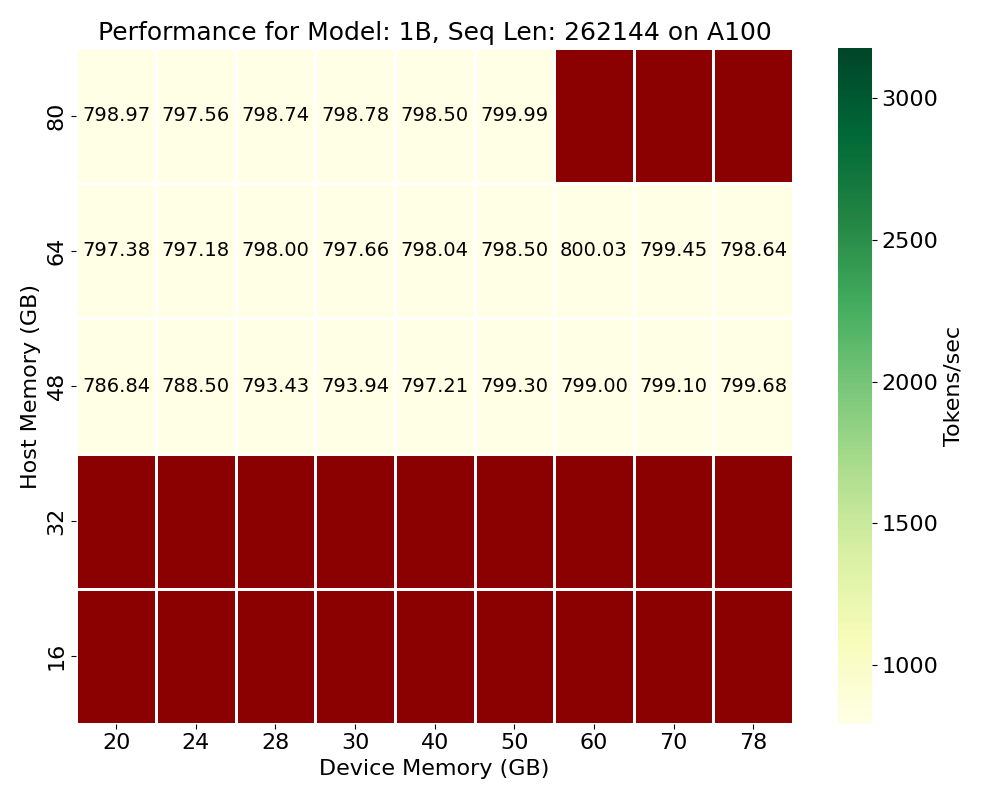 Performance for Model: 1B, Seq Len: 262144 on A100
80 798.97 797.56 798.74 798.78 798.50 799.99
64 797.38 797.18 798.00 797.66 798.04 798.50 800.03 799.45 798.64
48 786.84 788.50 793.43 793.94 797.21 799.30 799.00 799.10 799.68
32
16
Host Memory (GB)
20 24 28 30 40 50 60 70 78
Device Memory (GB)
3000
2500
2000
1500
1000
Tokens/sec